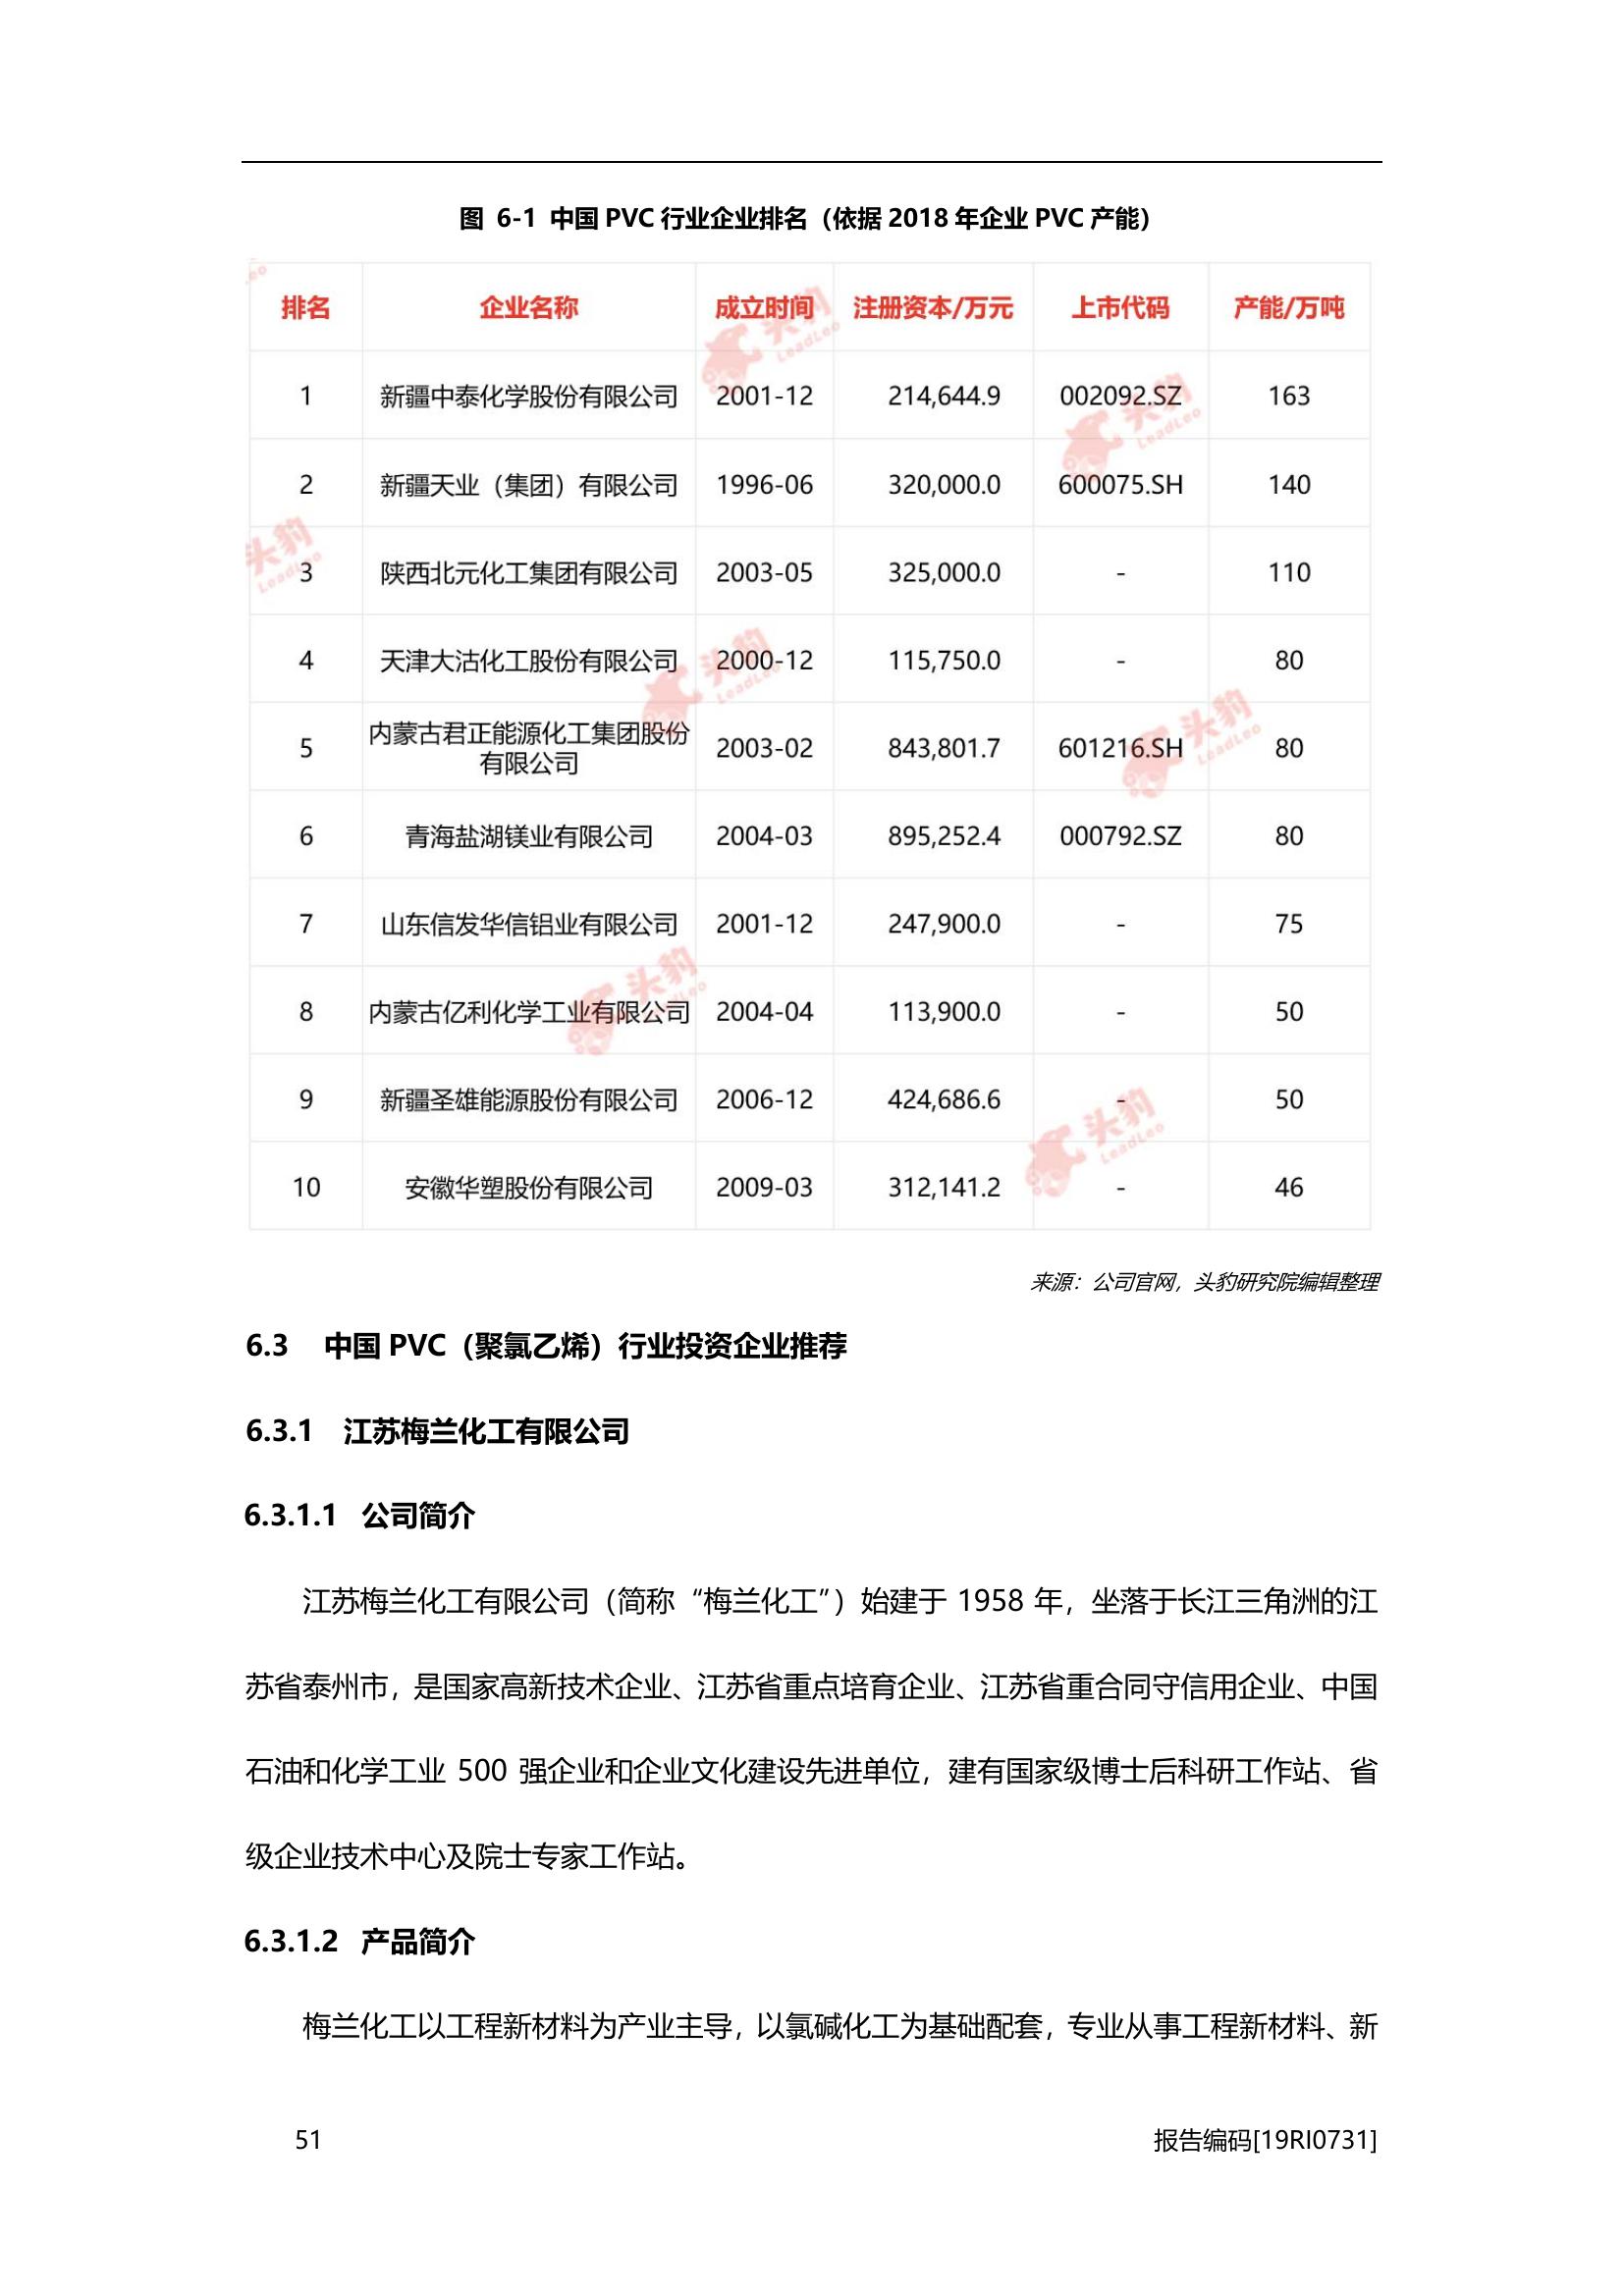 图 6-1 中国 PVC 行业企业排名（依据 2018 年企业 PVC 产能）
排名 企业名称 成立时间 注册资本/万元 上市代码 产能/万吨
1 新疆中泰化学股份有限公司 2001-12 214,644.9 002092.SZ 163
2 新疆天业（集团）有限公司 1996-06 320,000.0 600075.SH 140
3 陕西北元化工集团有限公司 2003-05 325,000.0 - 110
4 天津大沽化工股份有限公司 2000-12 115,750.0 - 80
5 内蒙古君正能源化工集团股份
有限公司 2003-02 843,801.7 601216.SH 80
6 青海盐湖镁业有限公司 2004-03 895,252.4 000792.SZ 80
7 山东信发华信铝业有限公司 2001-12 247,900.0 - 75
8 内蒙古亿利化学工业有限公司 2004-04 113,900.0 - 50
9 新疆圣雄能源股份有限公司 2006-12 424,686.6 - 50
10 安徽华塑股份有限公司 2009-03 312,141.2 - 46
头豹
LeadLeo
头豹
LeadLeo
头豹
LeadLeo
头豹
LeadLeo
头豹
LeadLeo
头豹
LeadLeo
头豹
LeadLeo
来源：公司官网，头豹研究院编辑整理
6.3 中国 PVC（聚氯乙烯）行业投资企业推荐
6.3.1 江苏梅兰化工有限公司
6.3.1.1 公司简介
江苏梅兰化工有限公司（简称“梅兰化工”）始建于 1958 年，坐落于长江三角洲的江
苏省泰州市，是国家高新技术企业、江苏省重点培育企业、江苏省重合同守信用企业、中国
石油和化学工业 500 强企业和企业文化建设先进单位，建有国家级博士后科研工作站、省
级企业技术中心及院士专家工作站。
6.3.1.2 产品简介
梅兰化工以工程新材料为产业主导，以氯碱化工为基础配套，专业从事工程新材料、新
51 报告编码[19RI0731]